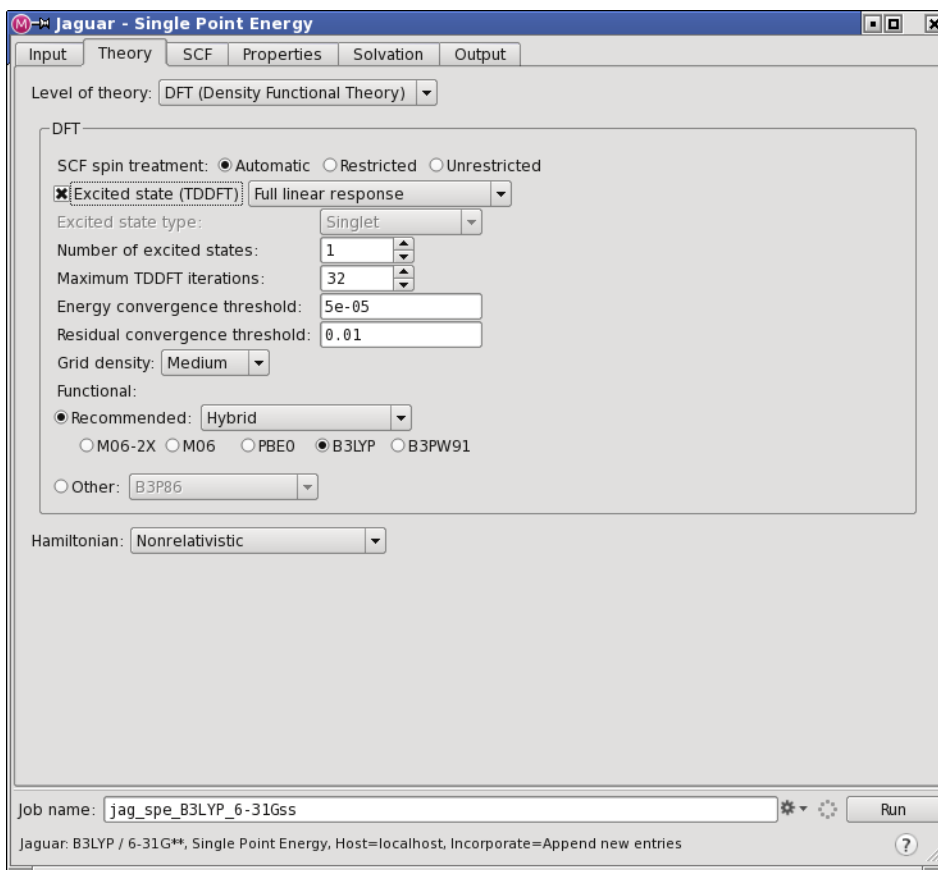 Jaguar - Single Point Energy
Input Theory SCF Properties Solvation Output
Level of theory: DFT (Density Functional Theory)
DFT
SCF spin treatment: Automatic Restricted Unrestricted
Excited state (TDDFT) Full linear response
Excited state type: Singlet
Number of excited states: 1
Maximum TDDFT iterations: 32
Energy convergence threshold: 5e-05
Residual convergence threshold: 0.01
Grid density: Medium
Functional:
Recommended: Hybrid
M06-2X M06 PBE0 B3LYP B3PW91
Other: B3P86
Hamiltonian: Nonrelativistic
Job name: jag_spe_B3LYP_6-31Gss Run
Jaguar: B3LYP / 6-31G**, Single Point Energy, Host=localhost, Incorporate=Append new entries ?